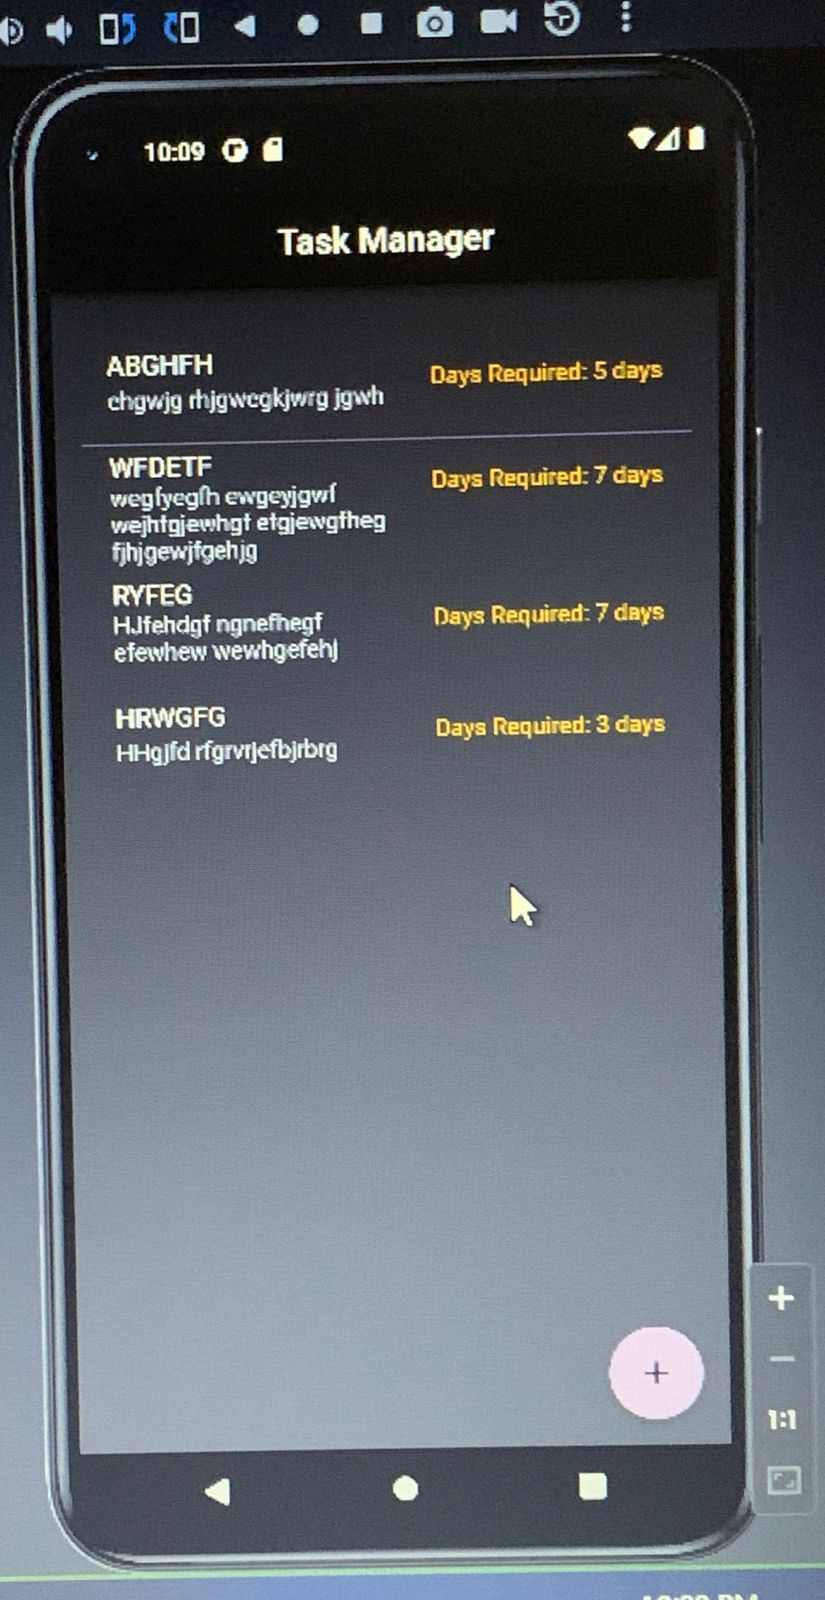 10:09
Task Manager
ABGHFH
Days Required: 5 days
chgwjg rhjgwegkjwrg jgwh
WFDETF
Days Required: 7 days
wegfyegfh ewgeyjgwf
wejhfgjewhgf efgjewgfheg
fjhjgewjfgehjg
RYFEG
Days Required: 7 days
HJfehdgf ngnefhegf
efewhew wewhgefehj
HRWGFG
Days Required: 3 days
HHgjfd rfgrvrjefbjrbrg
+
+
1:1
PM